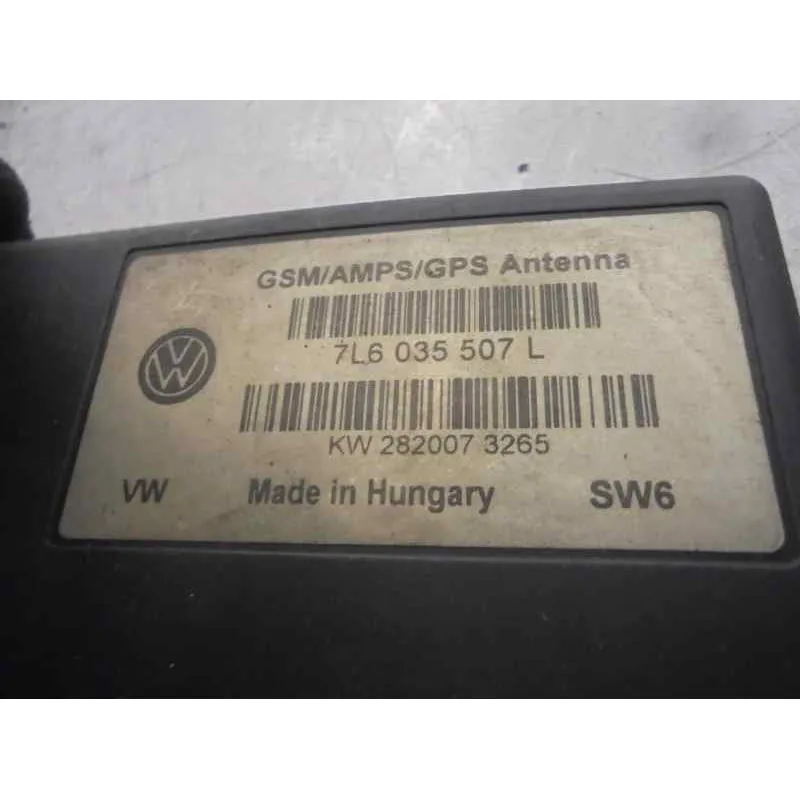 GSM/AMPS/GPS Antenna
7L6 035 507 L
KW 282007 3265
VW Made in Hungary SW6